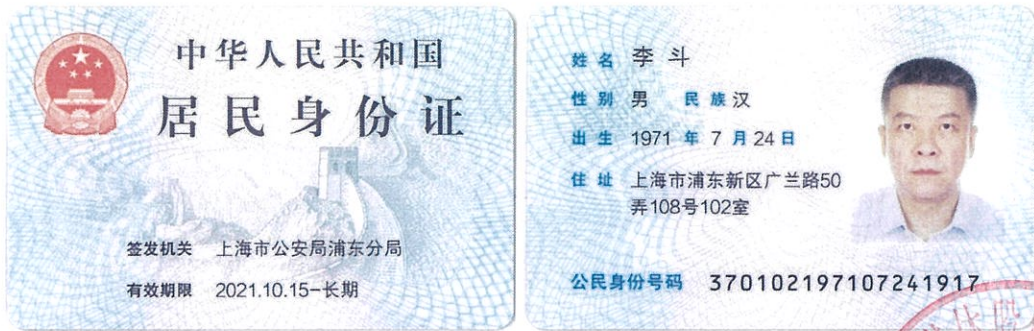 中华人民共和国
居民身份证
签发机关 上海市公安局浦东分局
有效期限 2021.10.15-长期
姓名 李斗
性别 男 民族 汉
出生 1971 年 7 月 24 日
住址 上海市浦东新区广兰路50
弄108号102室
公民身份号码 370102197107241917